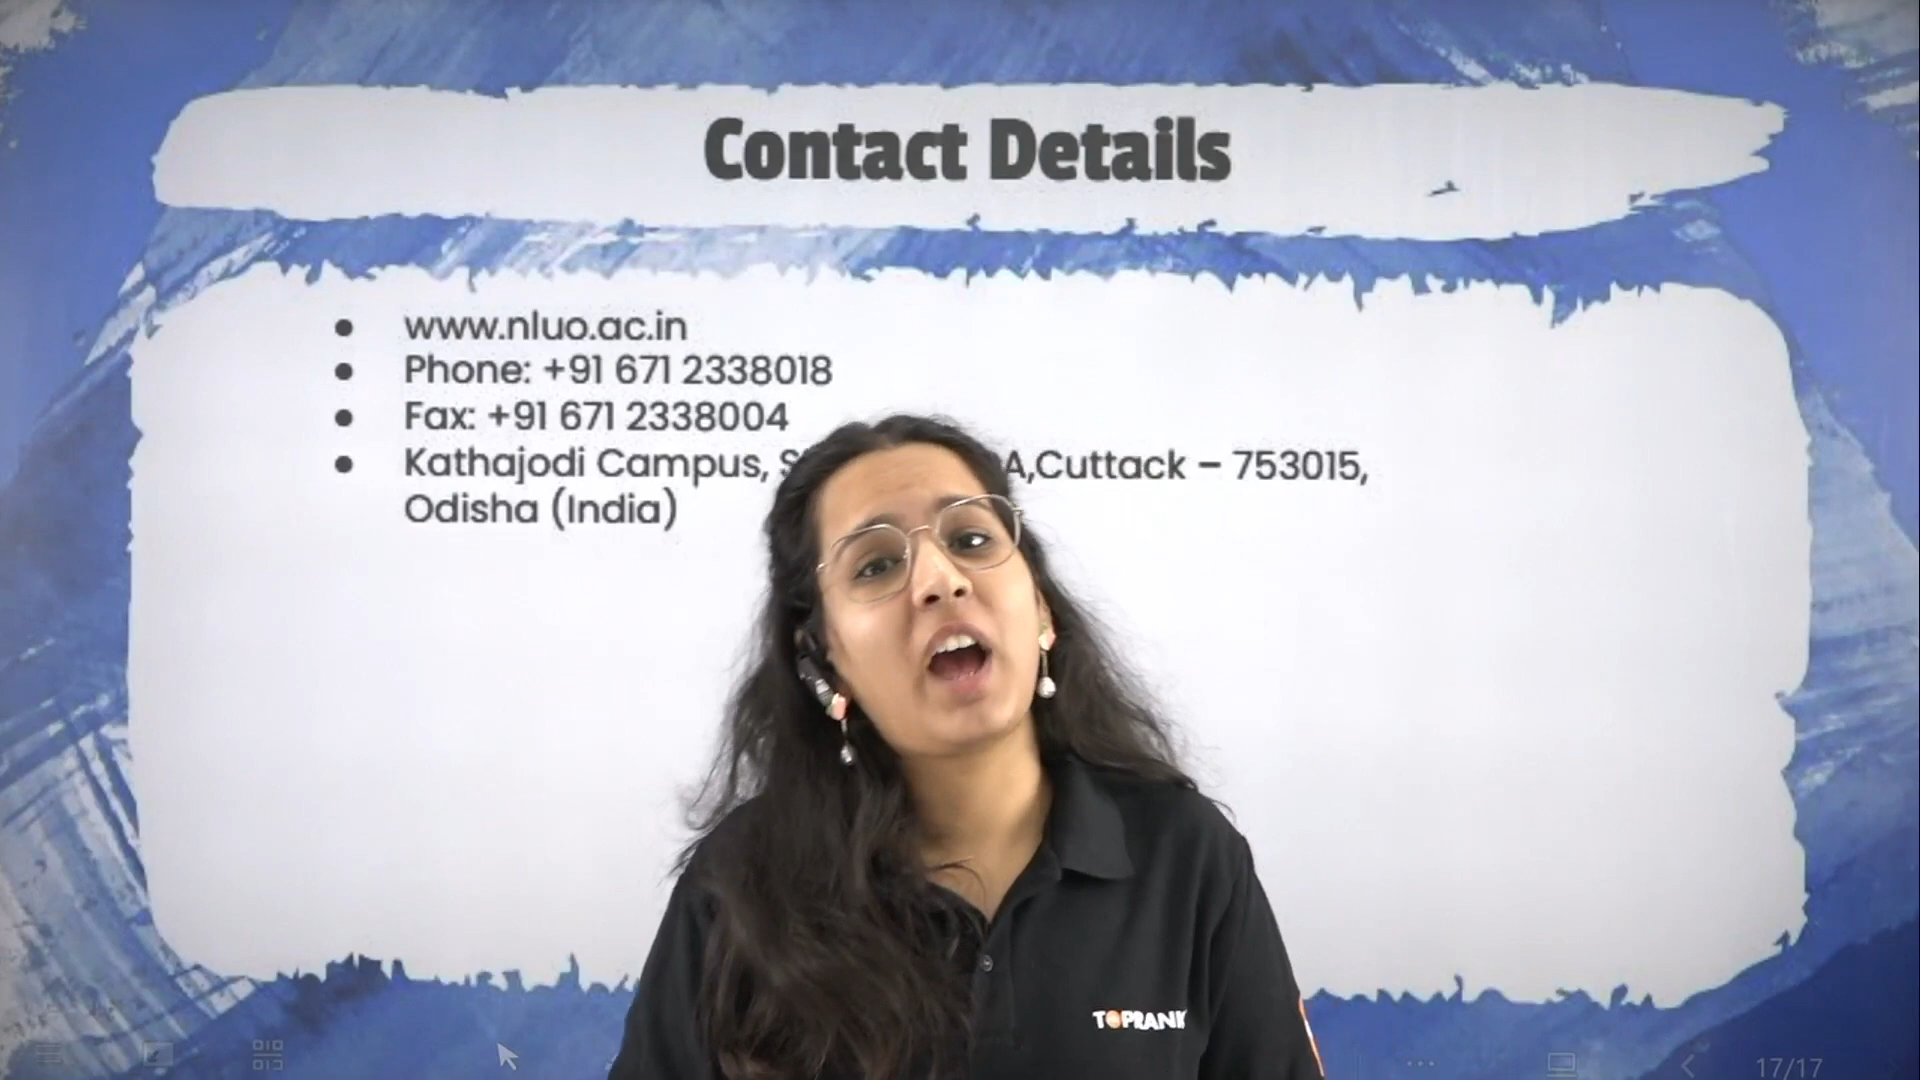 Contact Details
www.nluo.ac.in
Phone: +91 671 2338018
Fax: +91 671 2338004
Kathajodi Campus, A,Cuttack – 753015,
Odisha (India)
TOPRANK
17/17